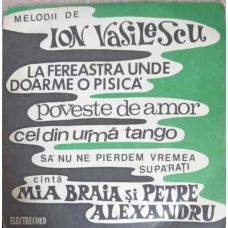 MELODII DE
ION VASILESCU
LA FEREASTRA UNDE
DOARME O PISICĂ
poveste de amor
cel din urmă tango
SĂ NU NE PIERDEM VREMEA
SUPĂRAȚI
cîntă
MIA BRAIA și PETRE
ALEXANDRU
ELECTRECORD